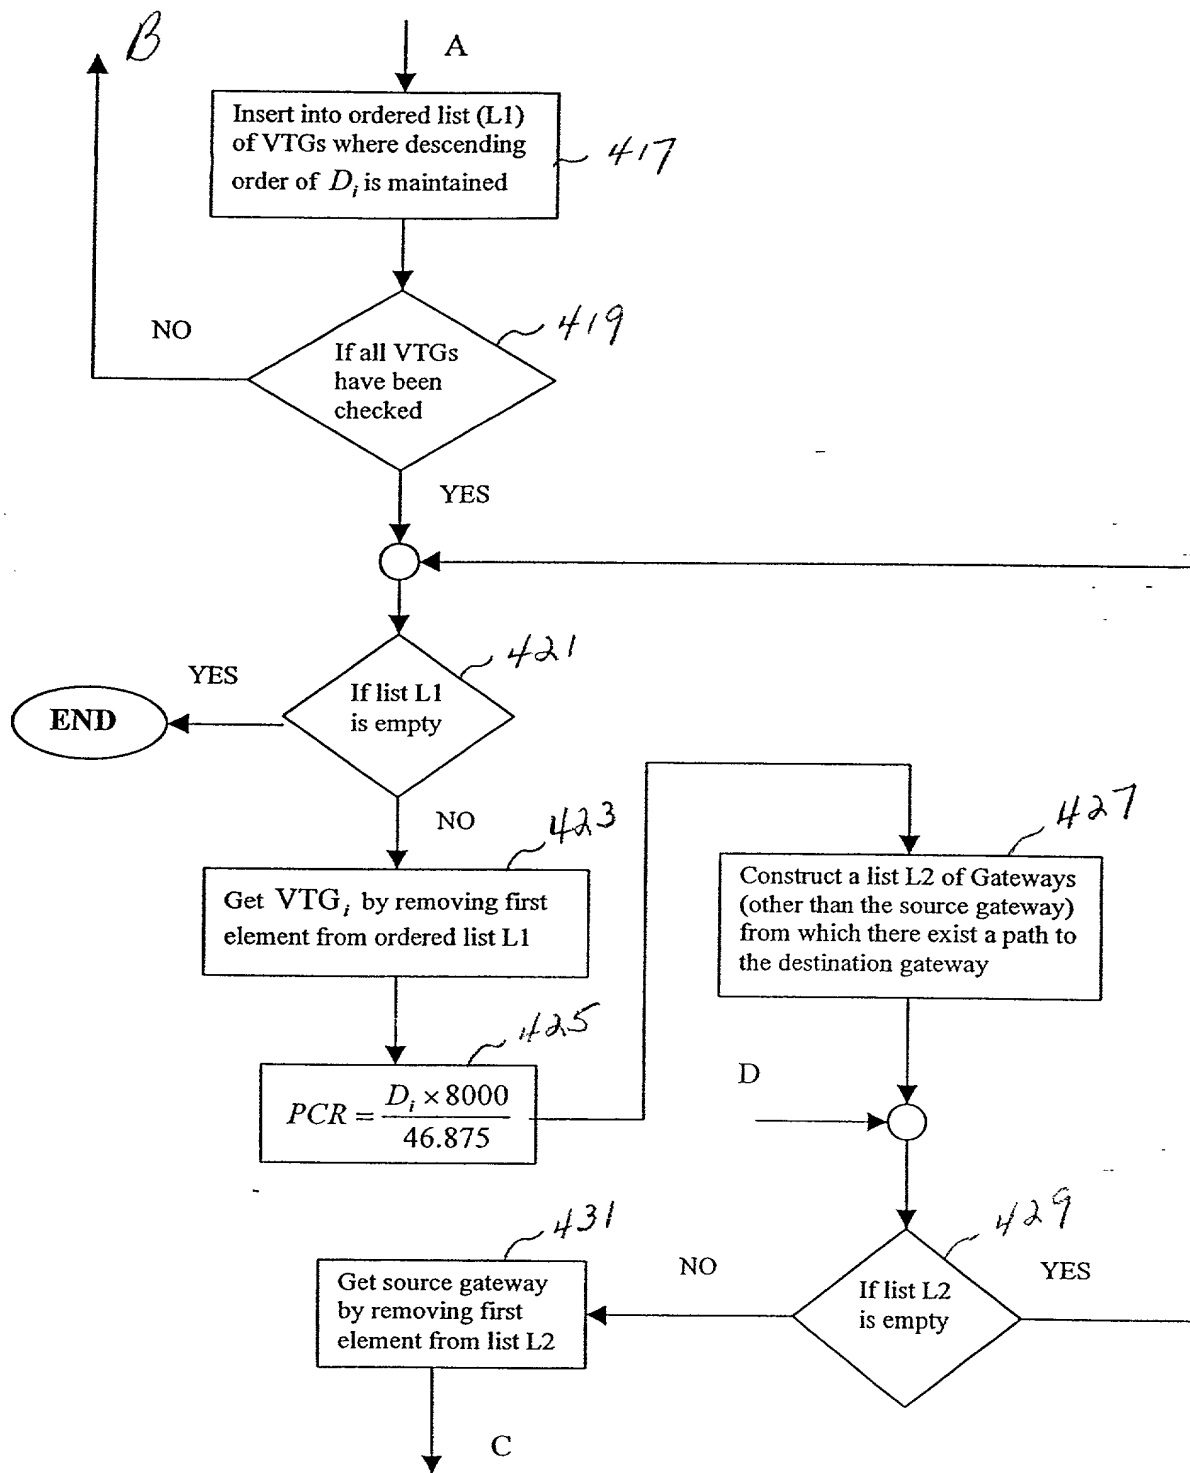 B
A
Insert into ordered list (L1)
of VTGs where descending
order of D_i is maintained
417
NO
419
If all VTGs
have been
checked
YES
421
YES
If list L1
is empty
END
NO
423
427
Get VTG_i by removing first
element from ordered list L1
Construct a list L2 of Gateways
(other than the source gateway)
from which there exist a path to
the destination gateway
425
PCR = D_i × 8000 / 46.875
D
431
429
NO
YES
Get source gateway
by removing first
element from list L2
If list L2
is empty
C